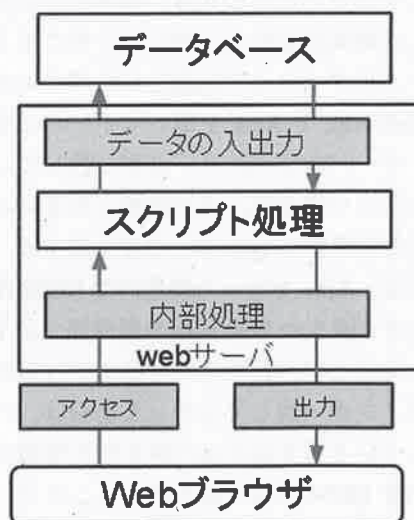 データベース
データの入出力
スクリプト処理
内部処理
webサーバ
アクセス
出力
Webブラウザ